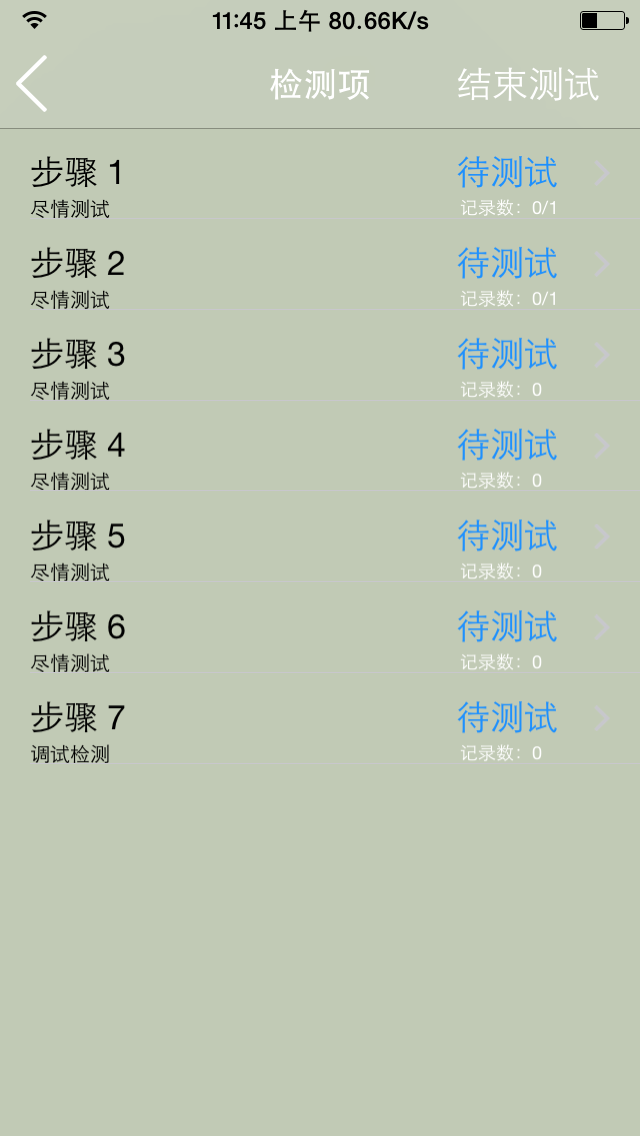 11:45 上午 80.66K/s
检测项 结束测试
步骤 1 待测试
尽情测试 记录数：0/1
步骤 2 待测试
尽情测试 记录数：0/1
步骤 3 待测试
尽情测试 记录数：0
步骤 4 待测试
尽情测试 记录数：0
步骤 5 待测试
尽情测试 记录数：0
步骤 6 待测试
尽情测试 记录数：0
步骤 7 待测试
调试检测 记录数：0